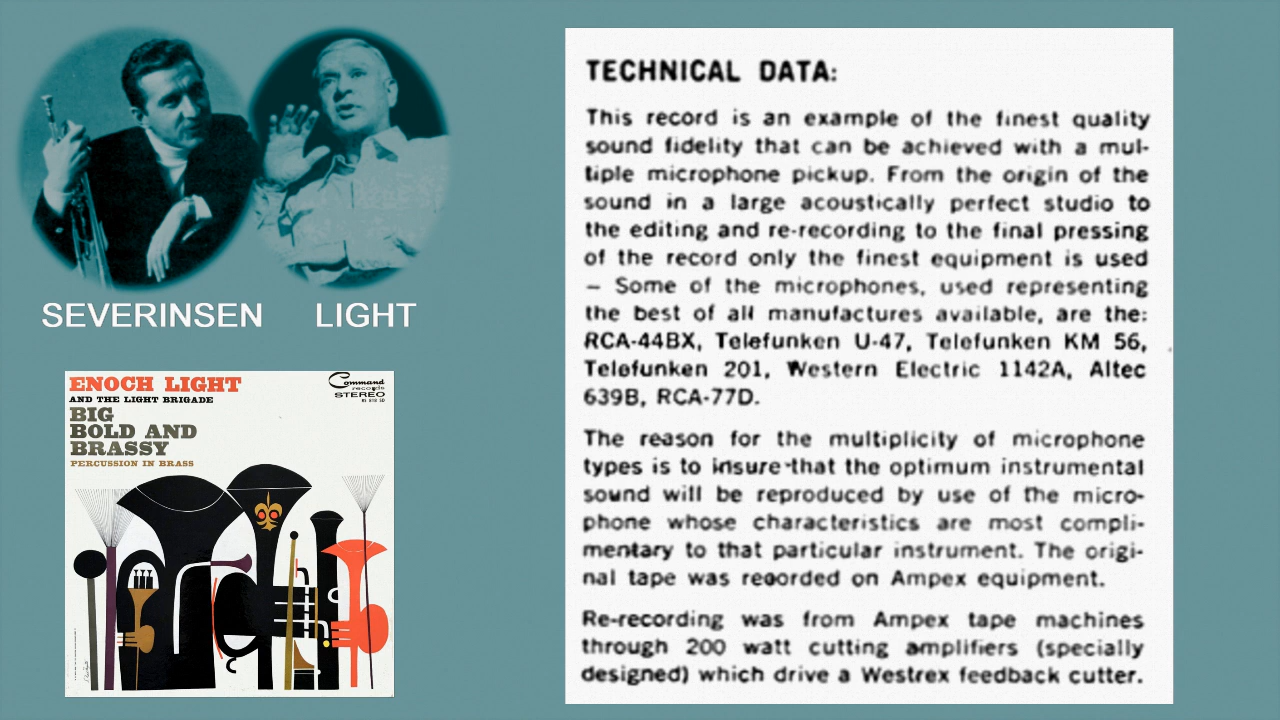 SEVERINSEN LIGHT
ENOCH LIGHT
AND THE LIGHT BRIGADE
BIG
BOLD AND
BRASSY
PERCUSSION IN BRASS
Command
records
STEREO
TECHNICAL DATA:
This record is an example of the finest quality
sound fidelity that can be achieved with a mul-
tiple microphone pickup. From the origin of the
sound in a large acoustically perfect studio to
the editing and re-recording to the final pressing
of the record only the finest equipment is used
– Some of the microphones, used representing
the best of all manufactures available, are the:
RCA-44BX, Telefunken U-47, Telefunken KM 56,
Telefunken 201, Western Electric 1142A, Altec
639B, RCA-77D.
The reason for the multiplicity of microphone
types is to insure that the optimum instrumental
sound will be reproduced by use of the micro-
phone whose characteristics are most compli-
mentary to that particular instrument. The origi-
nal tape was recorded on Ampex equipment.
Re-recording was from Ampex tape machines
through 200 watt cutting amplifiers (specially
designed) which drive a Westrex feedback cutter.